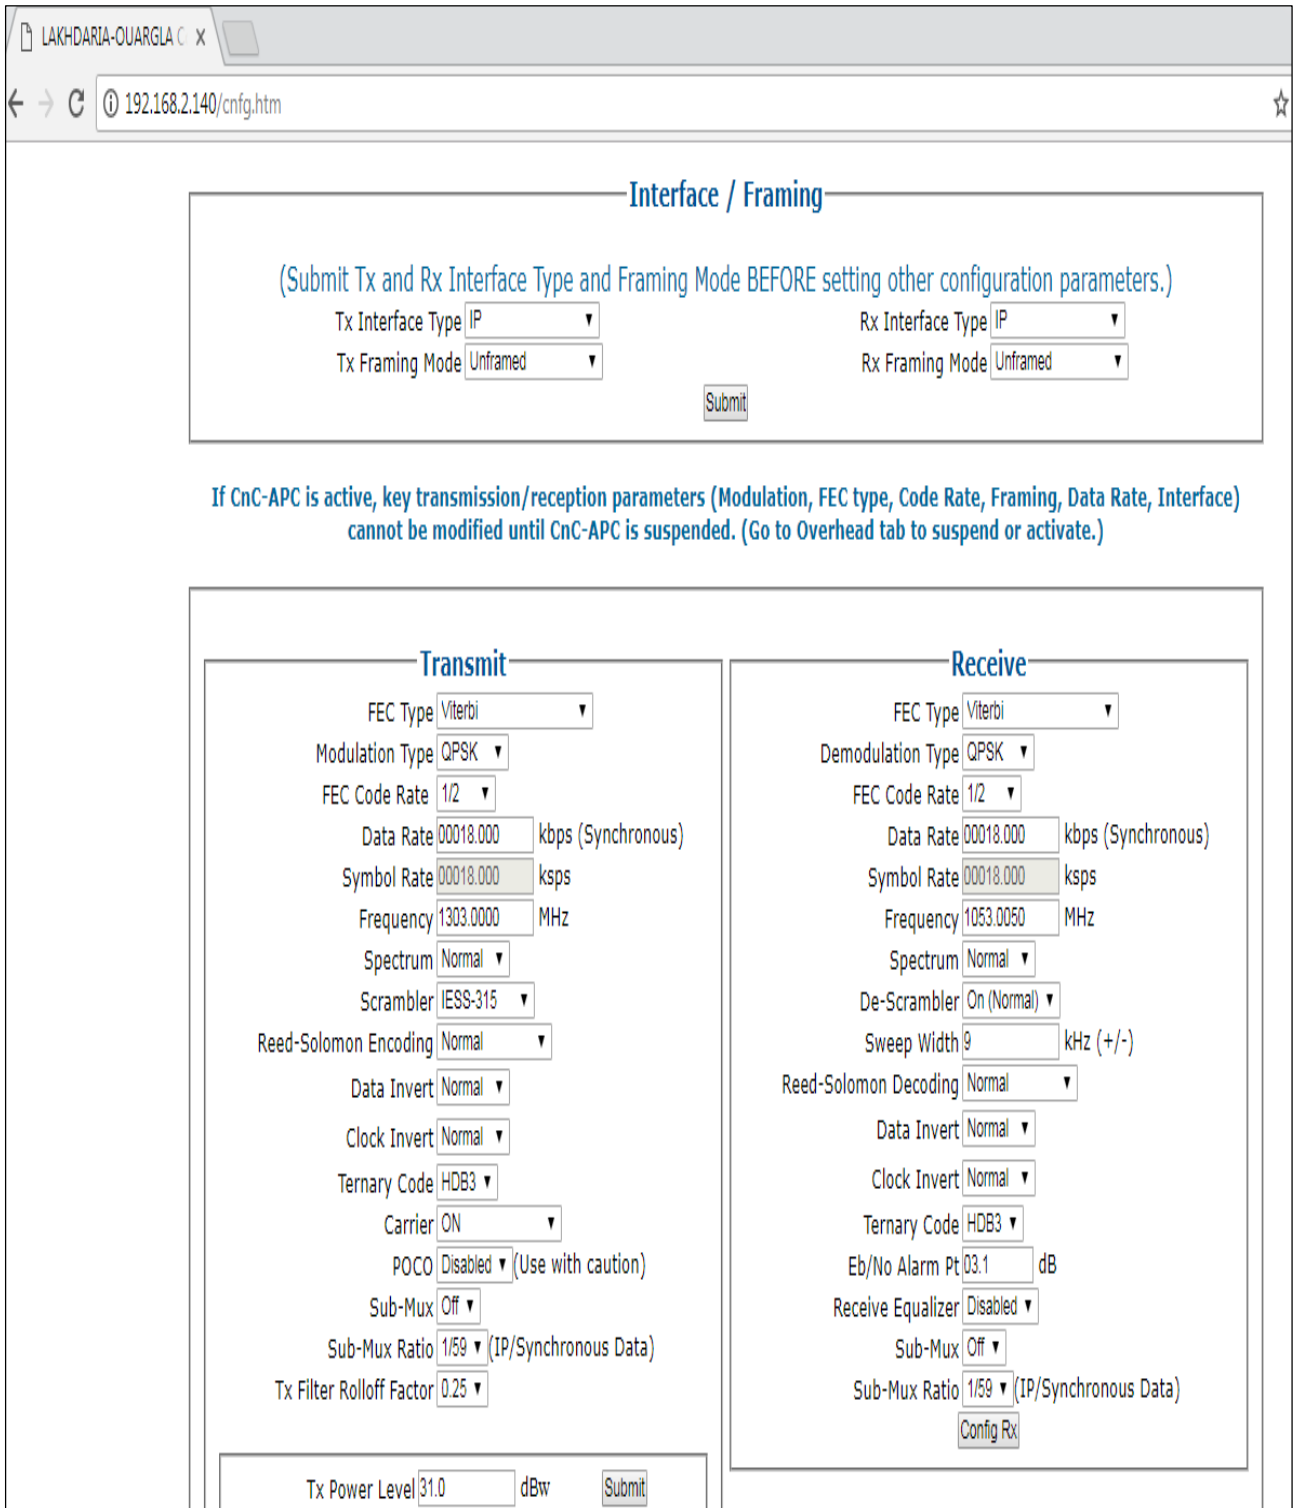 LAKHDARIA-OUARGLA C
192.168.2.140/cnfg.htm
Interface / Framing
(Submit Tx and Rx Interface Type and Framing Mode BEFORE setting other configuration parameters.)
Tx Interface Type IP
Rx Interface Type IP
Tx Framing Mode Unframed
Rx Framing Mode Unframed
Submit
If CnC-APC is active, key transmission/reception parameters (Modulation, FEC type, Code Rate, Framing, Data Rate, Interface)
cannot be modified until CnC-APC is suspended. (Go to Overhead tab to suspend or activate.)
Transmit
FEC Type Viterbi
Modulation Type QPSK
FEC Code Rate 1/2
Data Rate 00018.000 kbps (Synchronous)
Symbol Rate 00018.000 ksps
Frequency 1303.0000 MHz
Spectrum Normal
Scrambler IESS-315
Reed-Solomon Encoding Normal
Data Invert Normal
Clock Invert Normal
Ternary Code HDB3
Carrier ON
POCO Disabled (Use with caution)
Sub-Mux Off
Sub-Mux Ratio 1/59 (IP/Synchronous Data)
Tx Filter Rolloff Factor 0.25
Tx Power Level 31.0 dBw Submit
Receive
FEC Type Viterbi
Demodulation Type QPSK
FEC Code Rate 1/2
Data Rate 00018.000 kbps (Synchronous)
Symbol Rate 00018.000 ksps
Frequency 1053.0050 MHz
Spectrum Normal
De-Scrambler On (Normal)
Sweep Width 9 kHz (+/-)
Reed-Solomon Decoding Normal
Data Invert Normal
Clock Invert Normal
Ternary Code HDB3
Eb/No Alarm Pt 03.1 dB
Receive Equalizer Disabled
Sub-Mux Off
Sub-Mux Ratio 1/59 (IP/Synchronous Data)
Config Rx